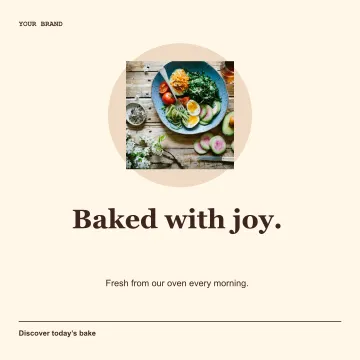 YOUR BRAND
Baked with joy.
Fresh from our oven every morning.
Discover today's bake